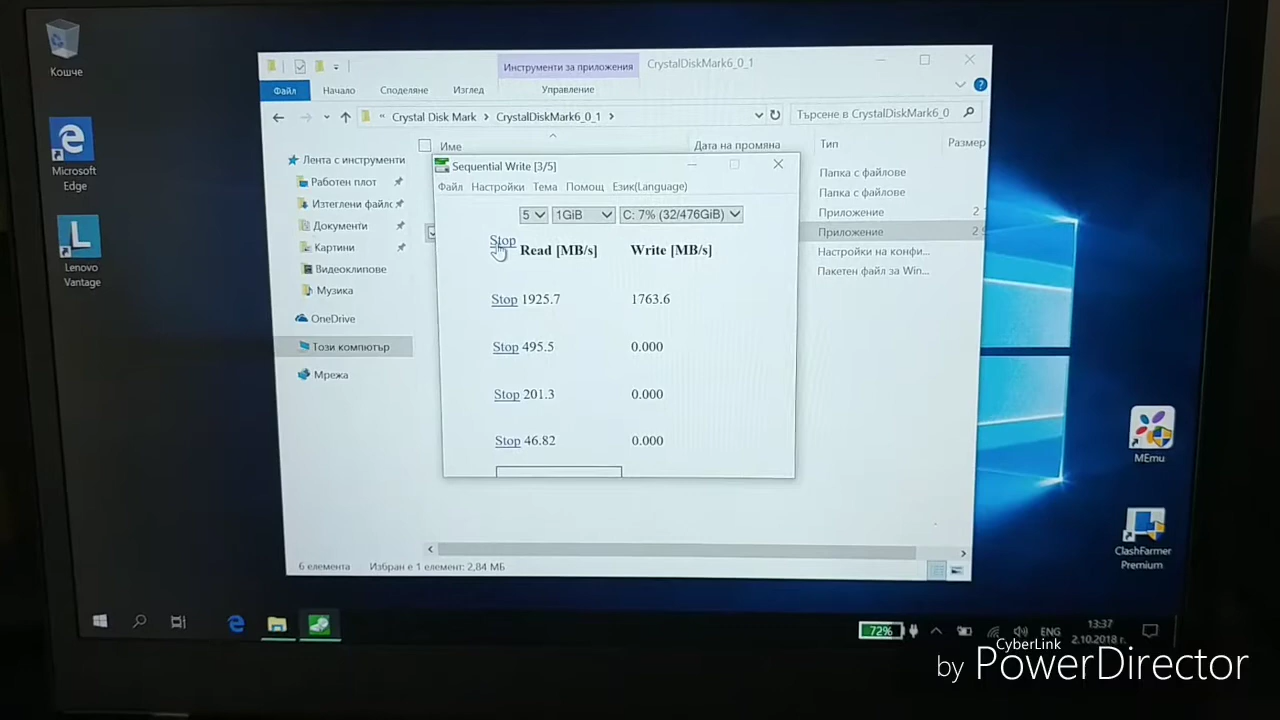 Кошче
Microsoft
Edge
Lenovo
Vantage
Инструменти за приложения
CrystalDiskMark6_0_1
Файл
Начало
Споделяне
Изглед
Управление
Crystal Disk Mark > CrystalDiskMark6_0_1 >
Търсене в CrystalDiskMark6_0
Име
Дата на промяна
Тип
Размер
Лента с инструменти
Работен плот
Изтеглени файлс
Документи
Картини
Видеоклипове
Музика
OneDrive
Този компютър
Мрежа
Папка с файлове
Папка с файлове
Приложение
2
Приложение
2
Настройки на конфи...
Пакетен файл за Win...
Sequential Write [3/5]
Файл Настройки Тема Помощ Език(Language)
5 1GiB C: 7% (32/476GiB)
Stop
Read [MB/s] Write [MB/s]
Stop 1925.7 1763.6
Stop 495.5 0.000
Stop 201.3 0.000
Stop 46.82 0.000
6 елемента Избран е 1 елемент: 2,84 МБ
MEmu
ClashFarmer
Premium
72%
ENG
13:37
2.10.2018 г.
CyberLink
by PowerDirector